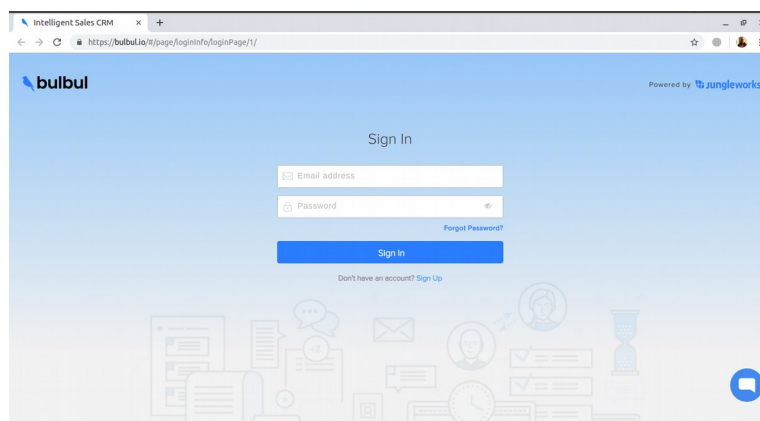 Intelligent Sales CRM
https://bulbul.io/#/page/loginInfo/loginPage/1/
bulbul
Powered by Jungleworks
Sign In
Email address
Password
Forgot Password?
Sign In
Don't have an account? Sign Up
+2